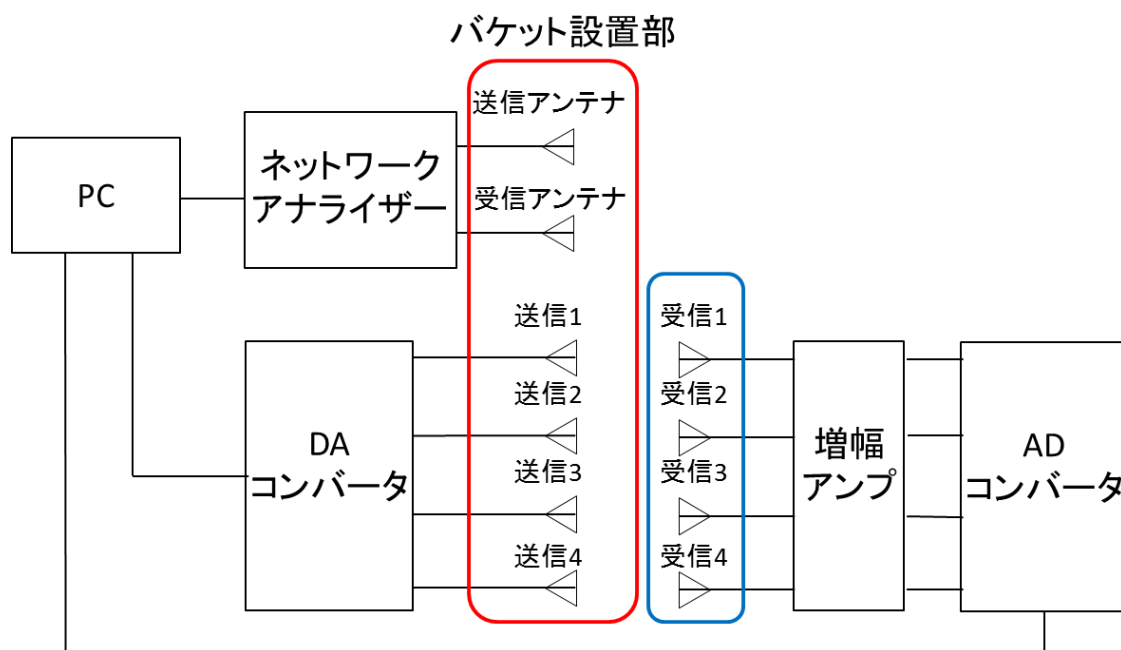 バケット設置部
送信アンテナ
ネットワーク
アナライザー
PC
受信アンテナ
送信1
受信1
送信2
受信2
DA
コンバータ
送信3
受信3
増幅
アンプ
AD
コンバータ
送信4
受信4